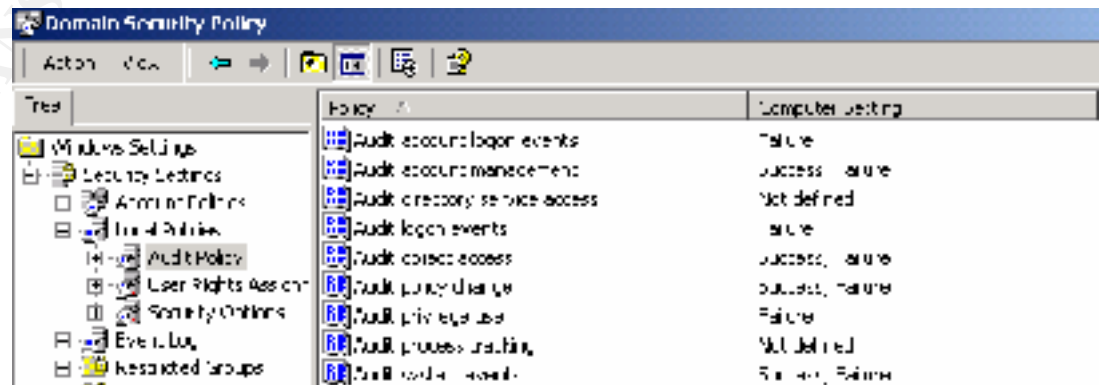 Domain Security Policy
Action View
Tree
Policy Computer Setting
Windows Settings
Security Settings
Account Policies
Local Policies
Audit Policy
User Rights Assignm
Security Options
Event Log
Restricted Groups
Audit account logon events Failure
Audit account management Success, Failure
Audit directory service access Not defined
Audit logon events Failure
Audit object access Success, Failure
Audit policy change Success, Failure
Audit privilege use Failure
Audit process tracking Not defined
Audit system events Success, Failure